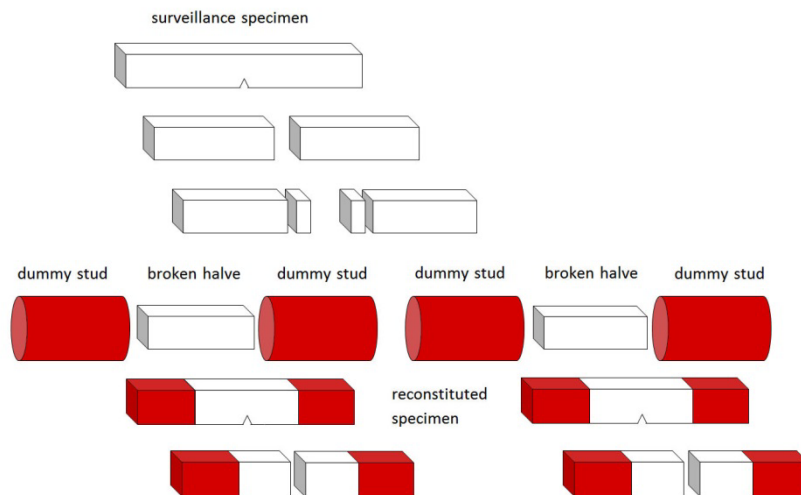 surveillance specimen
dummy stud
broken halve
dummy stud
dummy stud
broken halve
dummy stud
reconstituted
specimen